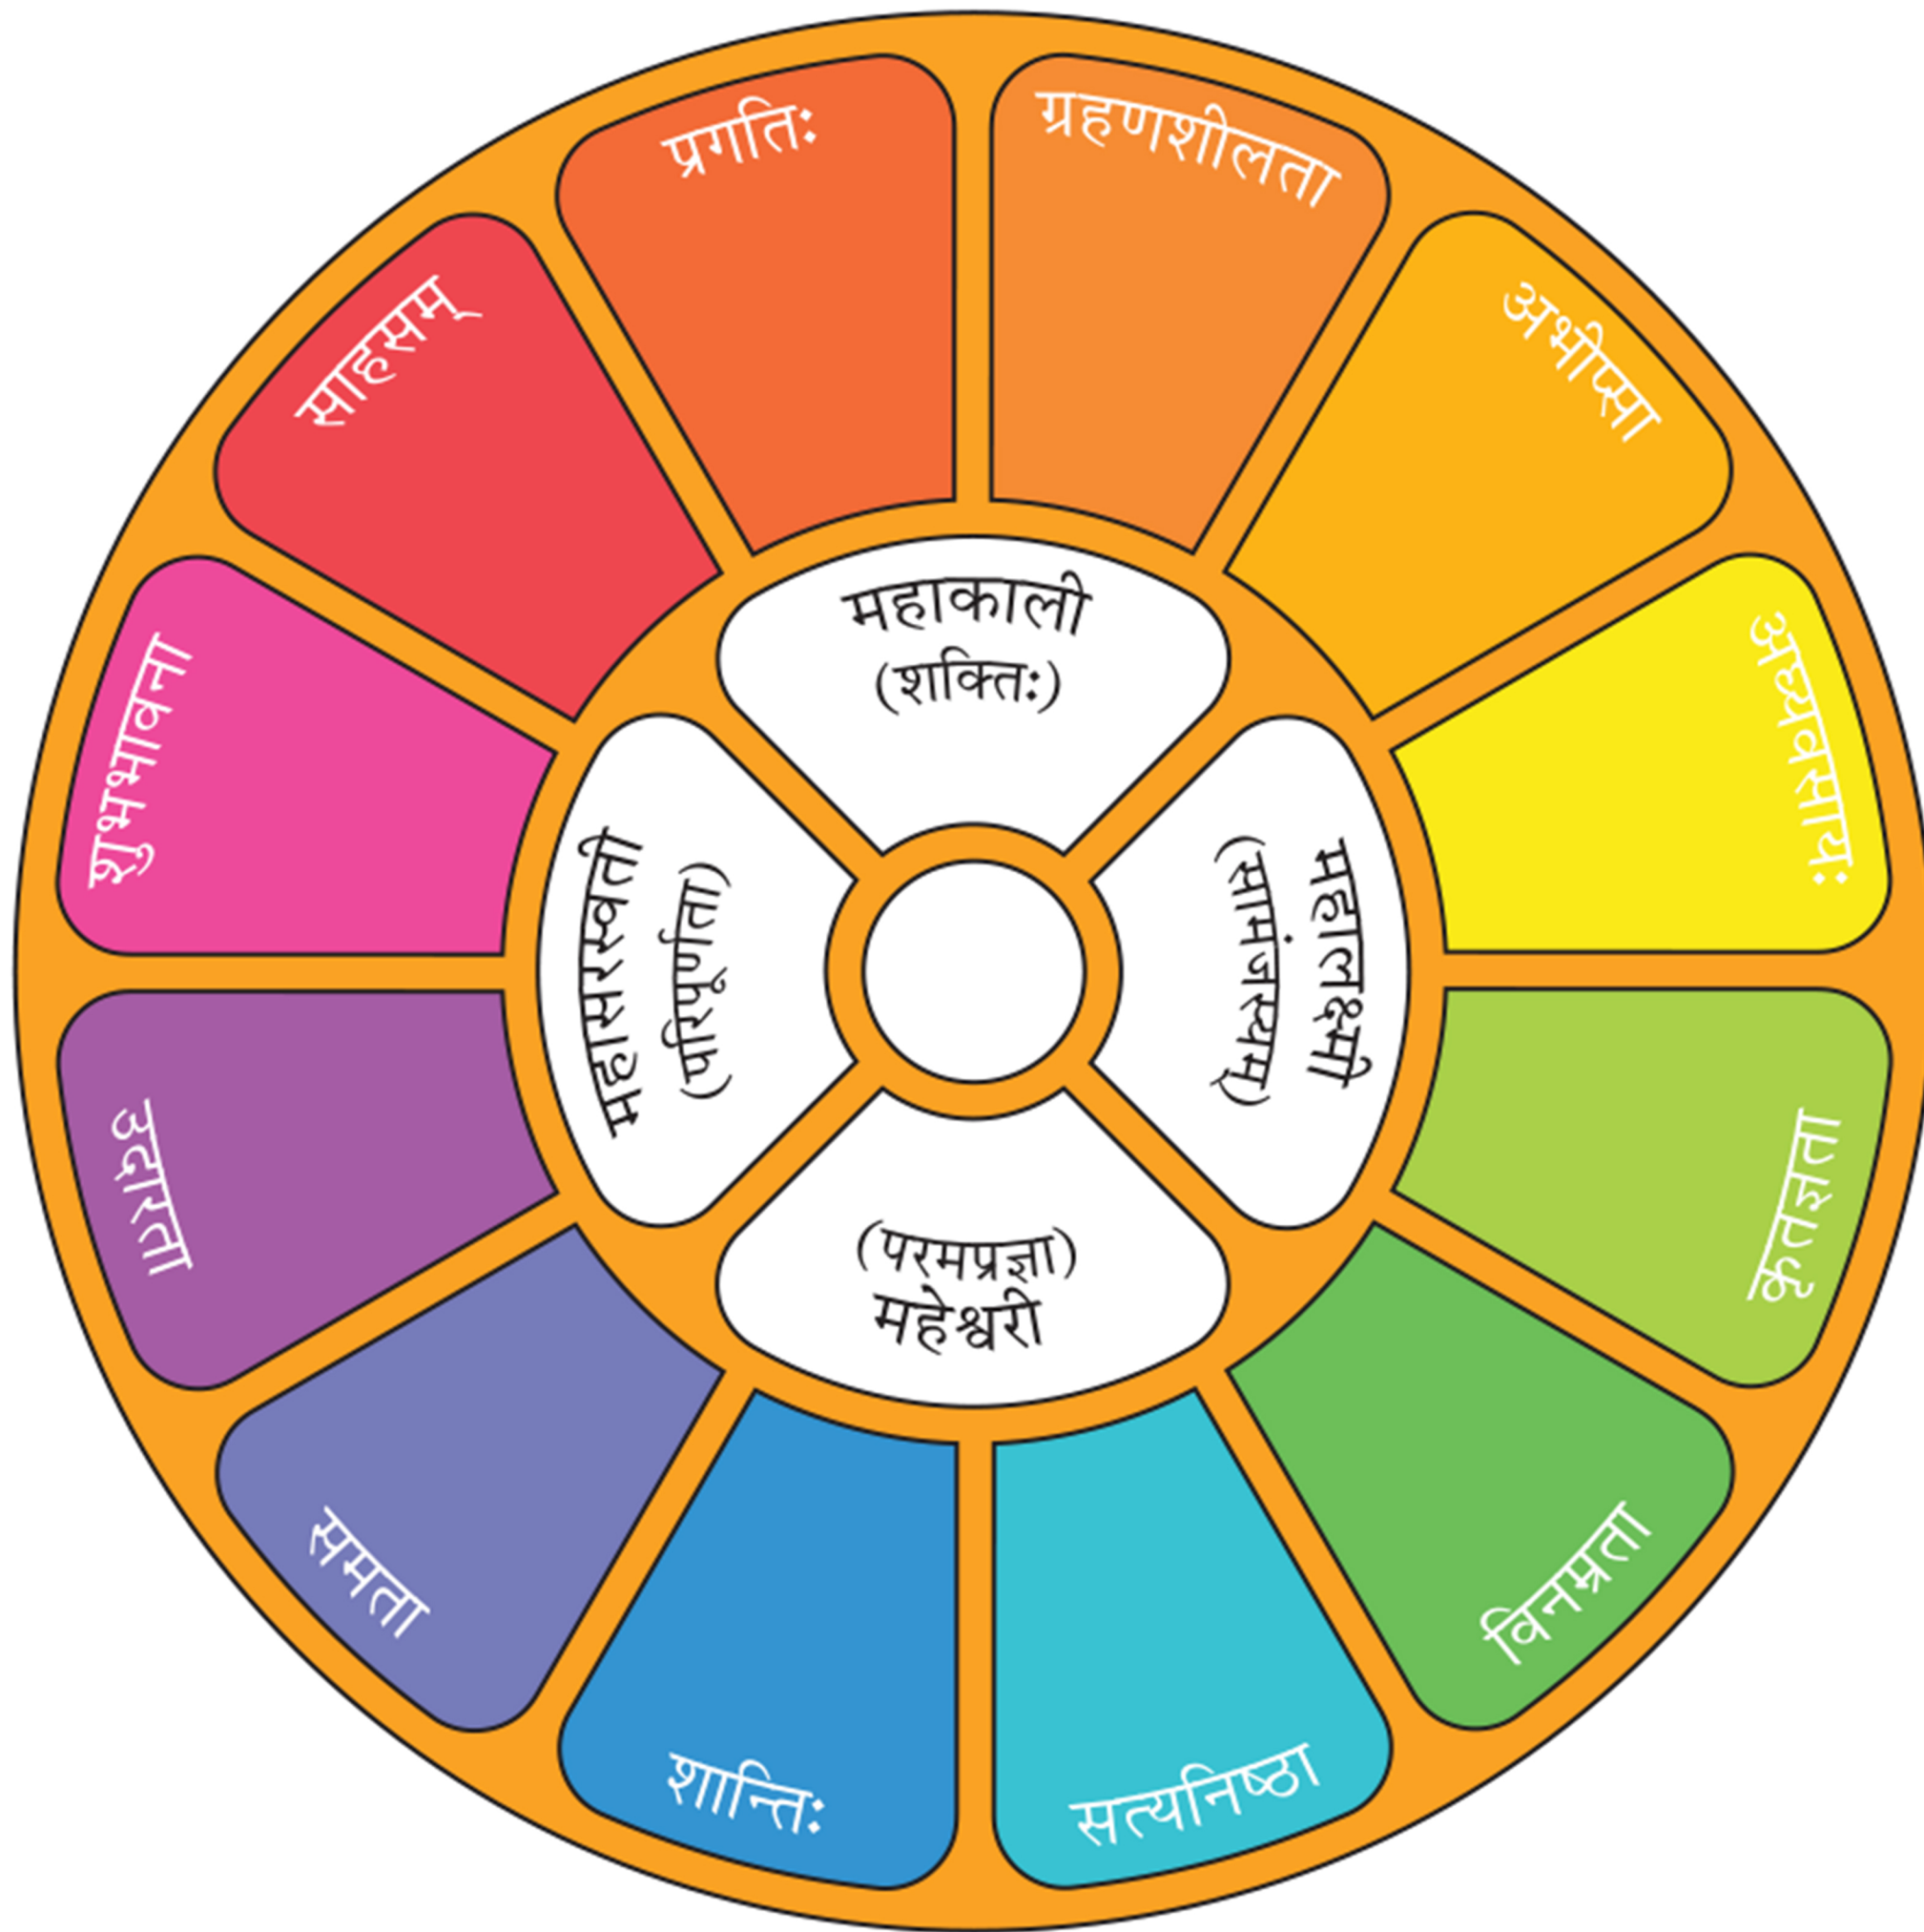 ग्रहणशीलता
अभीप्सा
अध्यवसायः
कृतज्ञता
विनम्रता
सत्यनिष्ठा
शान्तिः
समता
उदारता
शुभभावना
साहसम्
प्रगतिः
महाकाली
(शक्तिः)
महालक्ष्मी
(सामंजस्यम्)
(परमप्रज्ञा)
महेश्वरी
महासरस्वती
(परिपूर्णता)